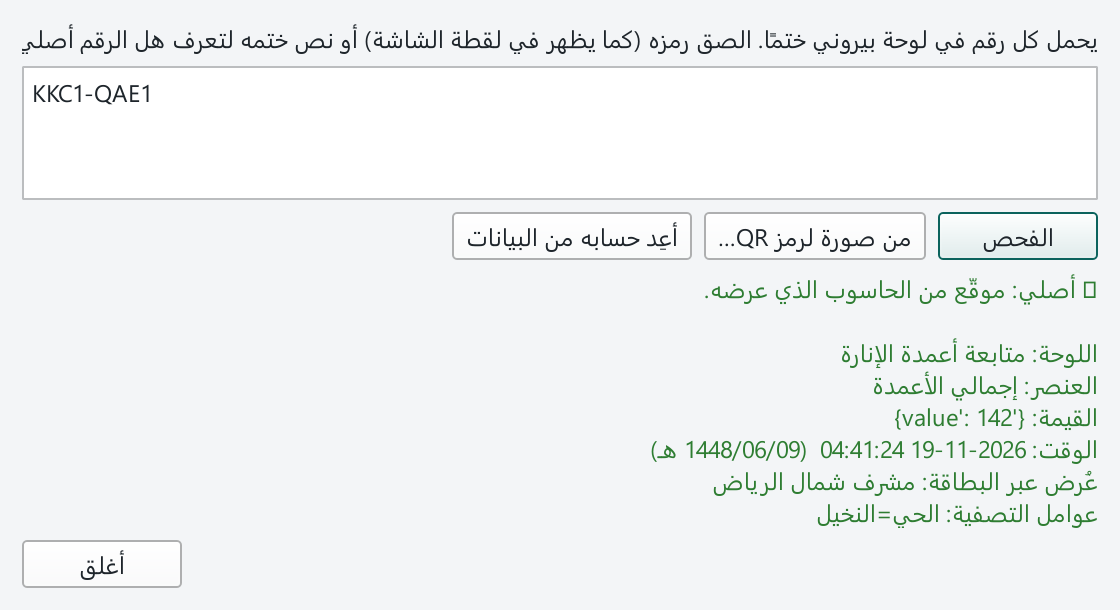 يحمل كل رقم في لوحة بيروني ختمًا. الصق رمزه (كما يظهر في لقطة الشاشة) أو نص ختمه لتعرف هل الرقم أصلي
KKC1-QAE1
الفحص
من صورة لرمز QR...
أعِد حسابه من البيانات
أصلي: موقّع من الحاسوب الذي عرضه.
اللوحة: متابعة أعمدة الإنارة
العنصر: إجمالي الأعمدة
القيمة: {'value': 142}
الوقت: 2026-11-19 04:41:24 (1448/06/09 هـ)
عُرض عبر البطاقة: مشرف شمال الرياض
عوامل التصفية: الحي=النخيل
أغلق